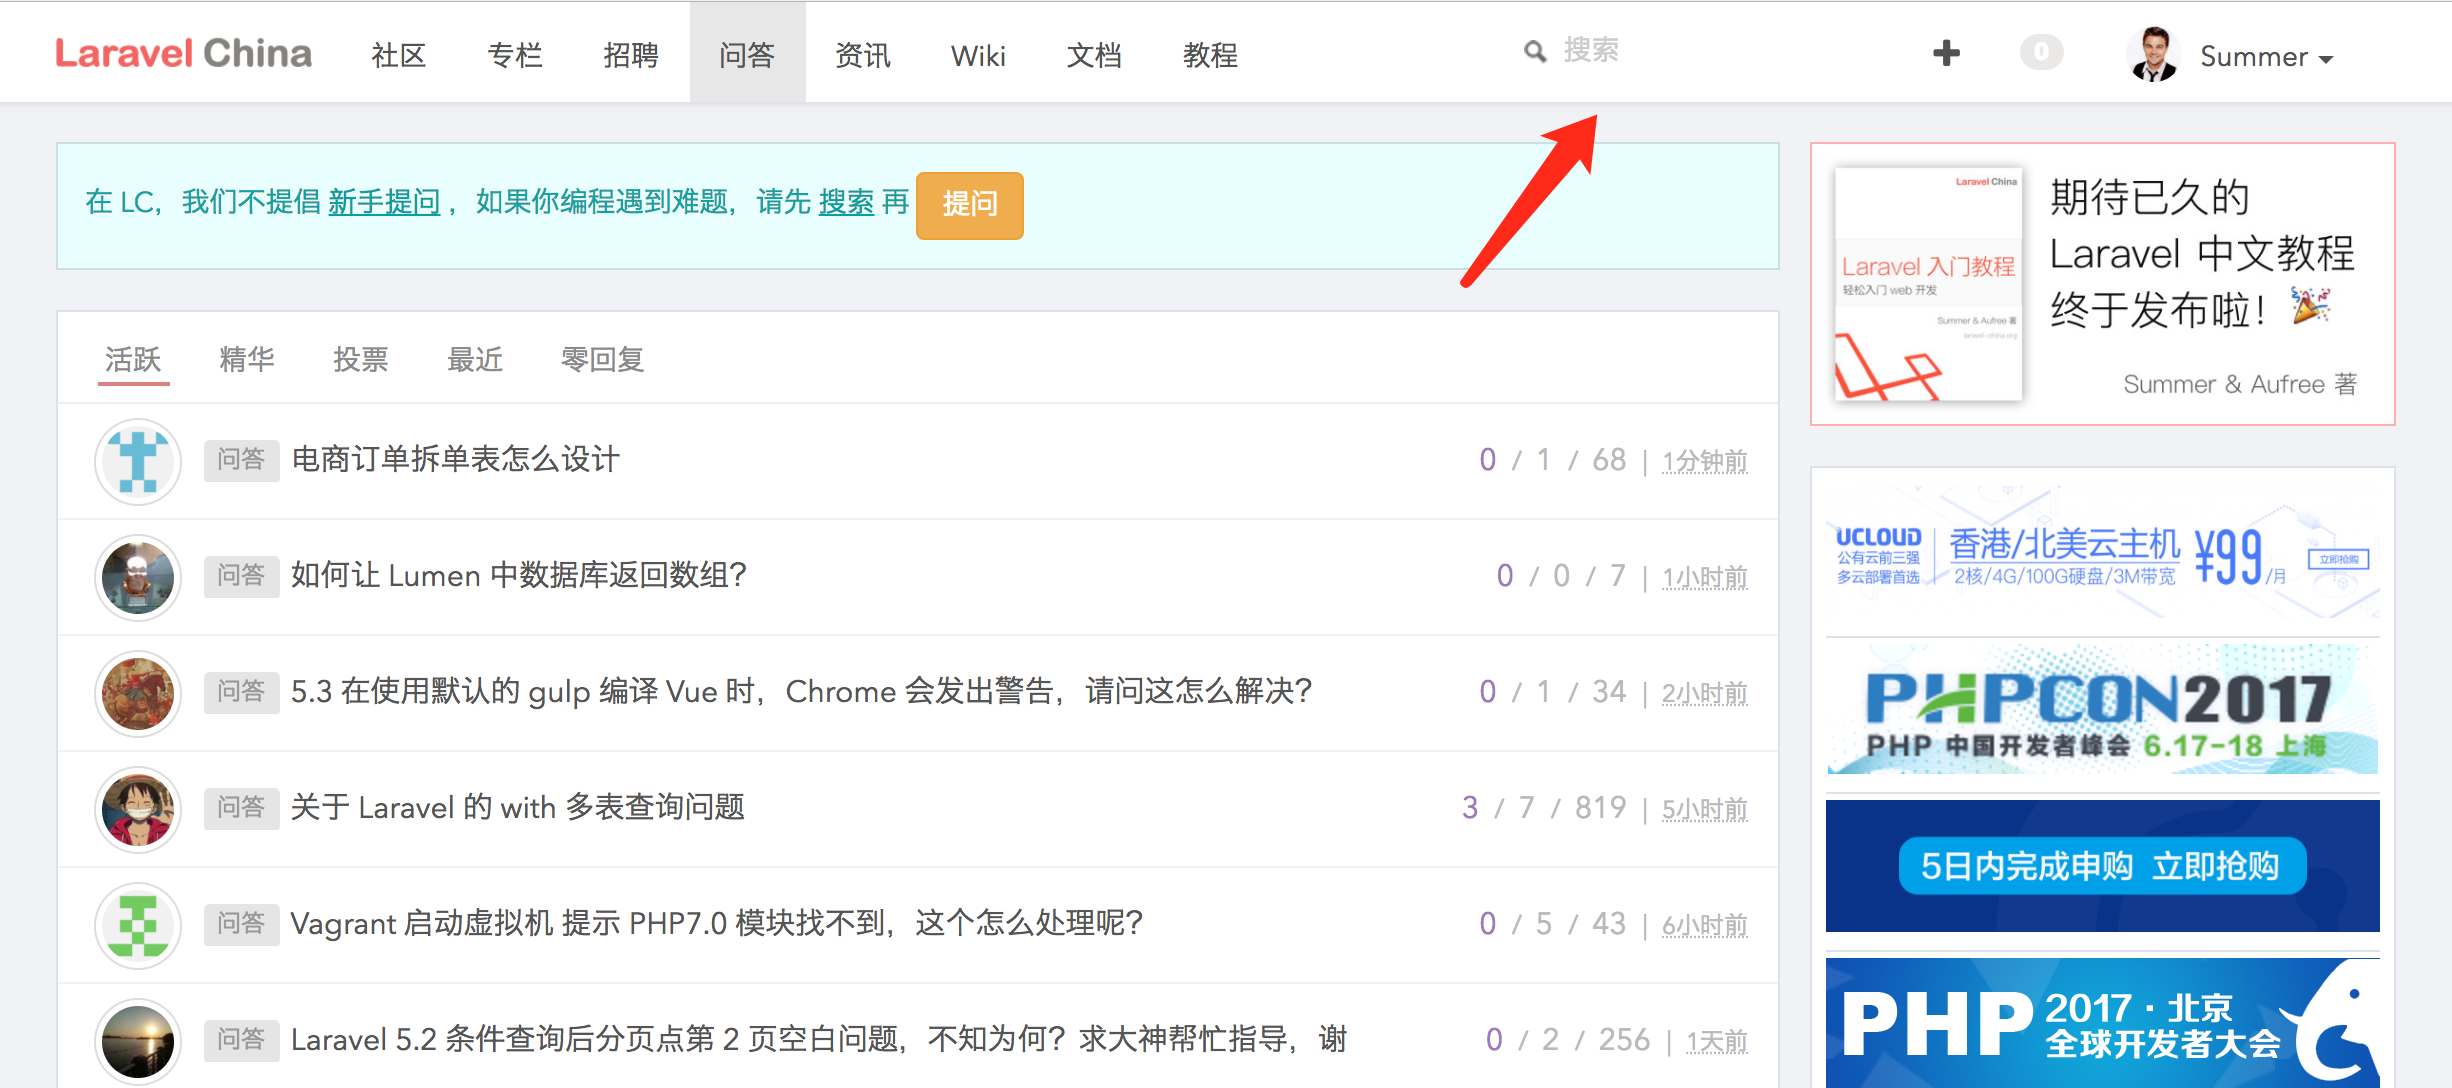 Laravel China 社区 专栏 招聘 问答 资讯 Wiki 文档 教程 搜索 0 Summer
在 LC，我们不提倡 新手提问 ，如果你编程遇到难题，请先 搜索 再 提问
活跃 精华 投票 最近 零回复
问答 电商订单拆单表怎么设计 0 / 1 / 68 | 1分钟前
问答 如何让 Lumen 中数据库返回数组？ 0 / 0 / 7 | 1小时前
问答 5.3 在使用默认的 gulp 编译 Vue 时，Chrome 会发出警告，请问这怎么解决？ 0 / 1 / 34 | 2小时前
问答 关于 Laravel 的 with 多表查询问题 3 / 7 / 819 | 5小时前
问答 Vagrant 启动虚拟机 提示 PHP7.0 模块找不到，这个怎么处理呢？ 0 / 5 / 43 | 6小时前
问答 Laravel 5.2 条件查询后分页点第 2 页空白问题，不知为何？求大神帮忙指导，谢 0 / 2 / 256 | 1天前
Laravel China
Laravel 入门教程
轻松入门 web 开发
Summer & Aufree 著
laravel-china.org
期待已久的
Laravel 中文教程
终于发布啦！
Summer & Aufree 著
UCLOUD
公有云前三强
多云部署首选
香港/北美云主机
2核/4G/100G硬盘/3M带宽
¥99/月
立即抢购
PHPCON2017
PHP 中国开发者峰会 6.17-18 上海
5日内完成申购 立即抢购
PHP 2017 · 北京
全球开发者大会